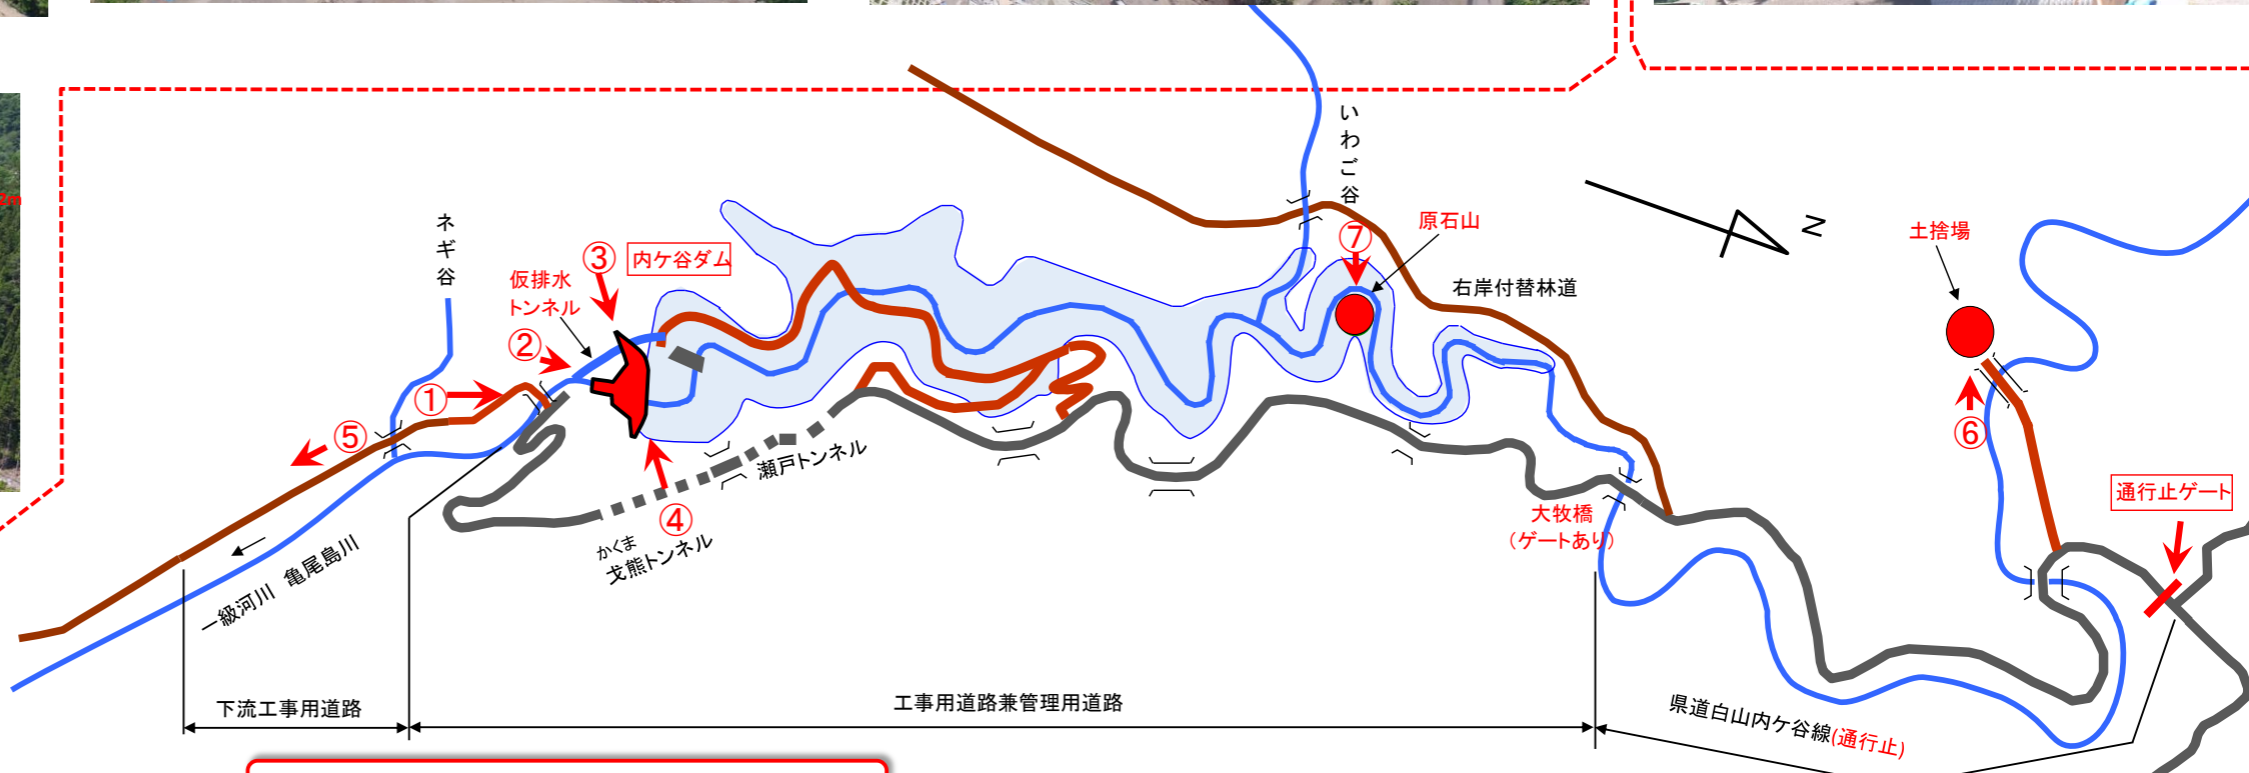 2m
いわご谷
ネギ谷
③
内ケ谷ダム
仮排水
トンネル
②
①
⑤
⑦
原石山
右岸付替林道
N
土捨場
⑥
通行止ゲート
瀬戸トンネル
④
かくま
戈熊トンネル
一級河川 亀尾島川
大牧橋
(ゲートあり)
下流工事用道路
工事用道路兼管理用道路
県道白山内ケ谷線(通行止)